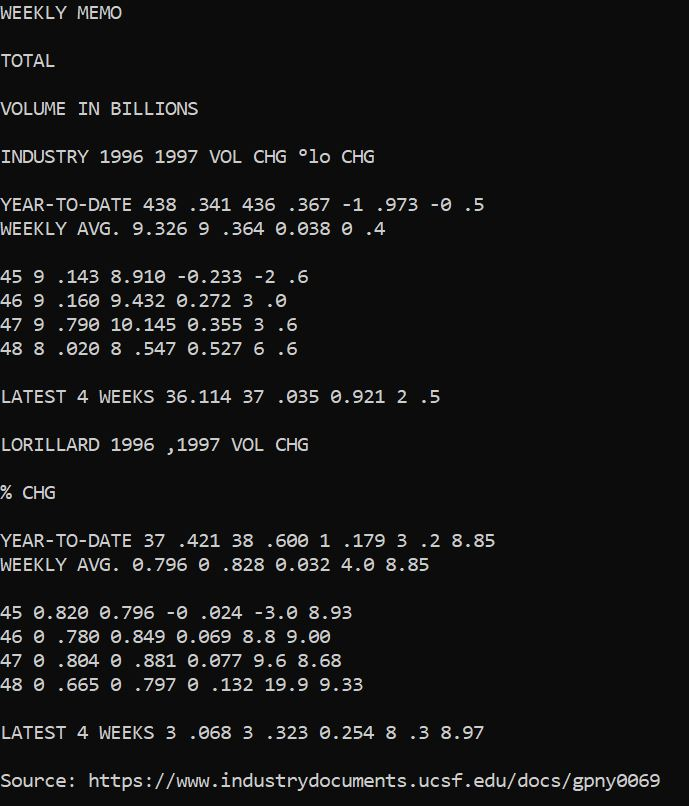 WEEKLY MEMO
TOTAL
VOLUME IN BILLIONS
INDUSTRY 1996 1997 VOL CHG °lo CHG
YEAR-TO-DATE 438 .341 436 .367 -1 .973 -0 .5
WEEKLY AVG. 9.326 9 .364 0.038 0 .4
45 9 .143 8.910 -0.233 -2 .6
46 9 .160 9.432 0.272 3 .0
47 9 .790 10.145 0.355 3 .6
48 8 .020 8 .547 0.527 6 .6
LATEST 4 WEEKS 36.114 37 .035 0.921 2 .5
LORILLARD 1996 ,1997 VOL CHG
% CHG
YEAR-TO-DATE 37 .421 38 .600 1 .179 3 .2 8.85
WEEKLY AVG. 0.796 0 .828 0.032 4.0 8.85
45 0.820 0.796 -0 .024 -3.0 8.93
46 0 .780 0.849 0.069 8.8 9.00
47 0 .804 0 .881 0.077 9.6 8.68
48 0 .665 0 .797 0 .132 19.9 9.33
LATEST 4 WEEKS 3 .068 3 .323 0.254 8 .3 8.97
Source: https://www.industrydocuments.ucsf.edu/docs/gpny0069